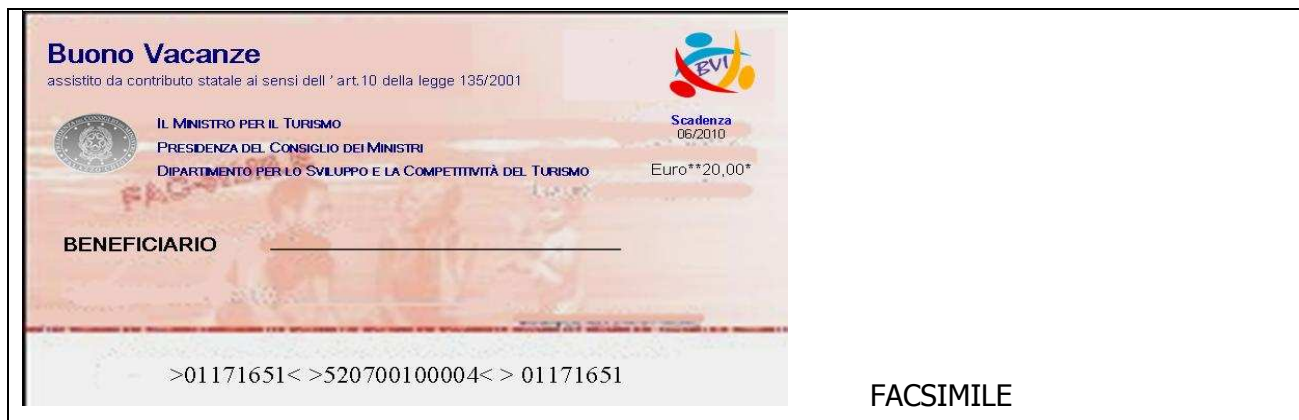 Buono Vacanze
assistito da contributo statale ai sensi dell ' art.10 della legge 135/2001
BVI
IL MINISTRO PER IL TURISMO
PRESIDENZA DEL CONSIGLIO DEI MINISTRI
DIPARTIMENTO PER LO SVILUPPO E LA COMPETITIVITÀ DEL TURISMO
Scadenza
06/2010
Euro**20,00*
FAC-SIMILE
BENEFICIARIO
>01171651< >520700100004< > 01171651
FACSIMILE